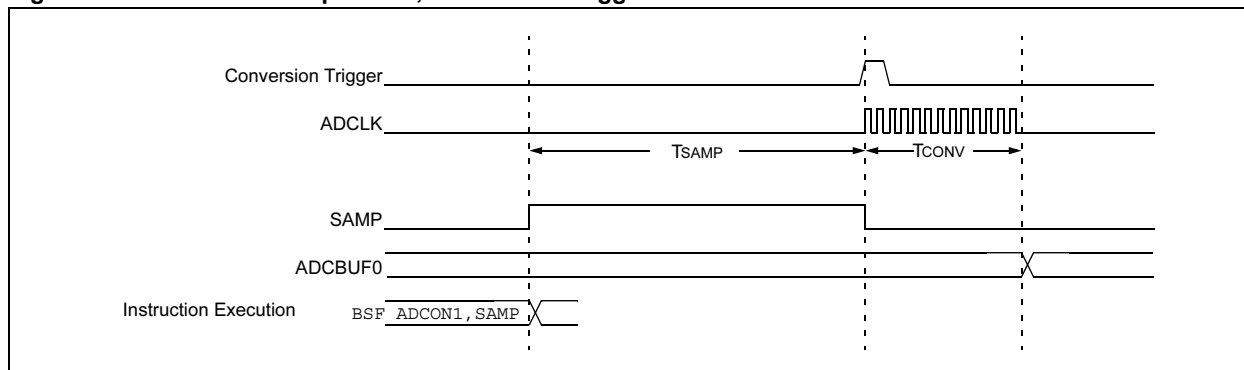 Conversion Trigger
ADCLK
TSAMP
TCONV
SAMP
ADCBUF0
Instruction Execution
BSF ADCON1,SAMP